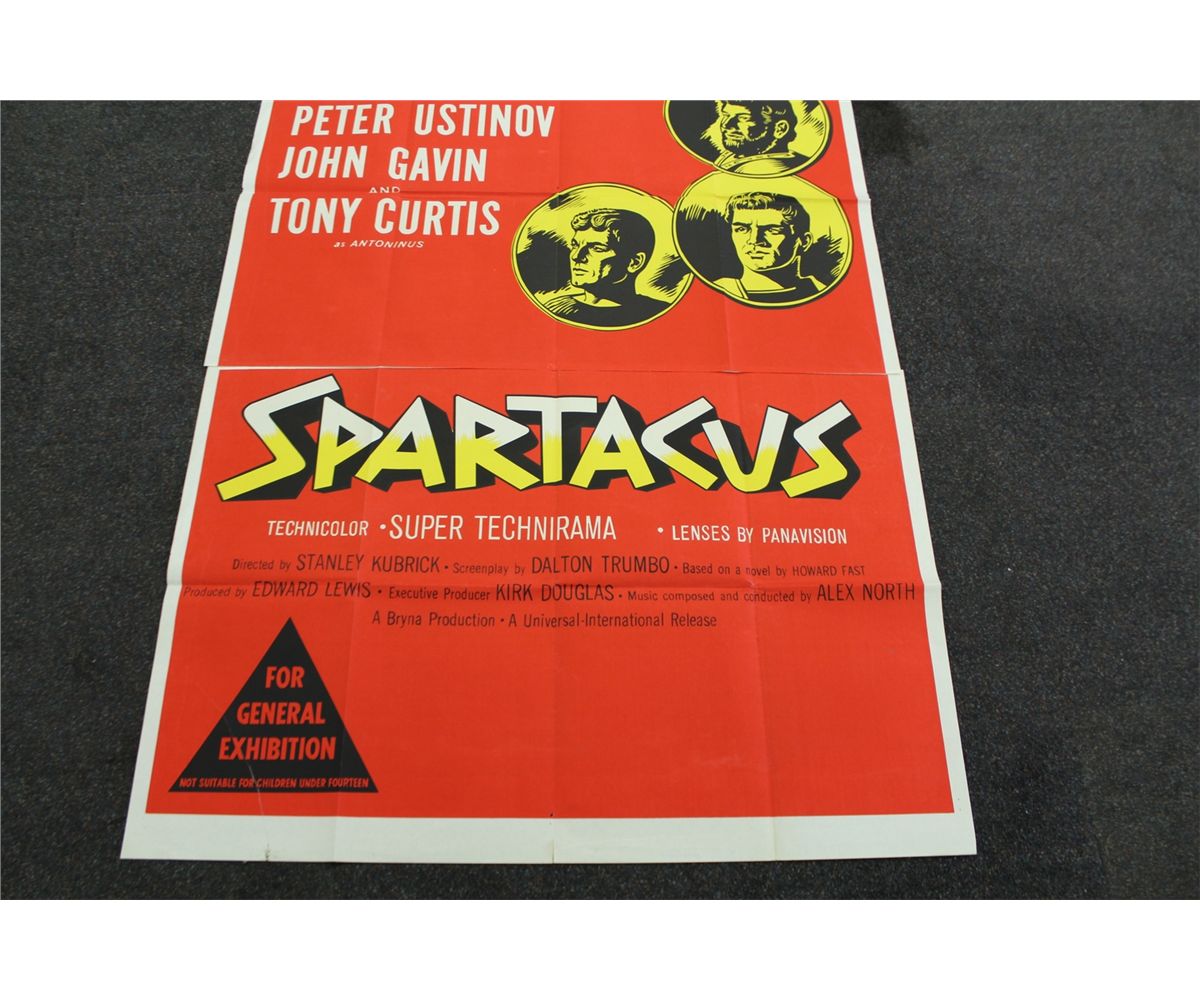 PETER USTINOV
JOHN GAVIN
AND
TONY CURTIS
as ANTONINUS
SPARTACUS
TECHNICOLOR • SUPER TECHNIRAMA • LENSES BY PANAVISION
Directed by STANLEY KUBRICK • Screenplay by DALTON TRUMBO • Based on a novel by HOWARD FAST
Produced by EDWARD LEWIS • Executive Producer KIRK DOUGLAS • Music composed and conducted by ALEX NORTH
A Bryna Production • A Universal-International Release
FOR
GENERAL
EXHIBITION
NOT SUITABLE FOR CHILDREN UNDER FOURTEEN